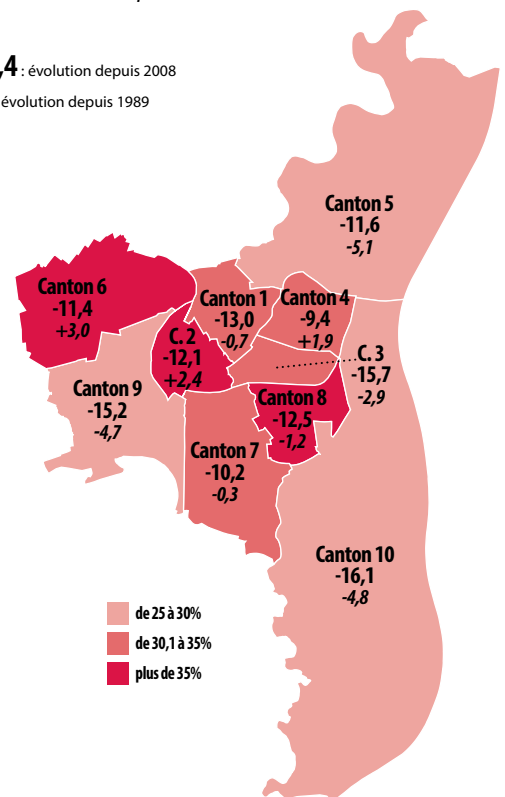 ,4 : évolution depuis 2008
évolution depuis 1989
Canton 5
-11,6
-5,1
Canton 6
-11,4
+3,0
Canton 1
-13,0
-0,7
Canton 4
-9,4
+1,9
C. 2
-12,1
+2,4
C. 3
-15,7
-2,9
Canton 9
-15,2
-4,7
Canton 8
-12,5
-1,2
Canton 7
-10,2
-0,3
Canton 10
-16,1
-4,8
de 25 à 30%
de 30,1 à 35%
plus de 35%